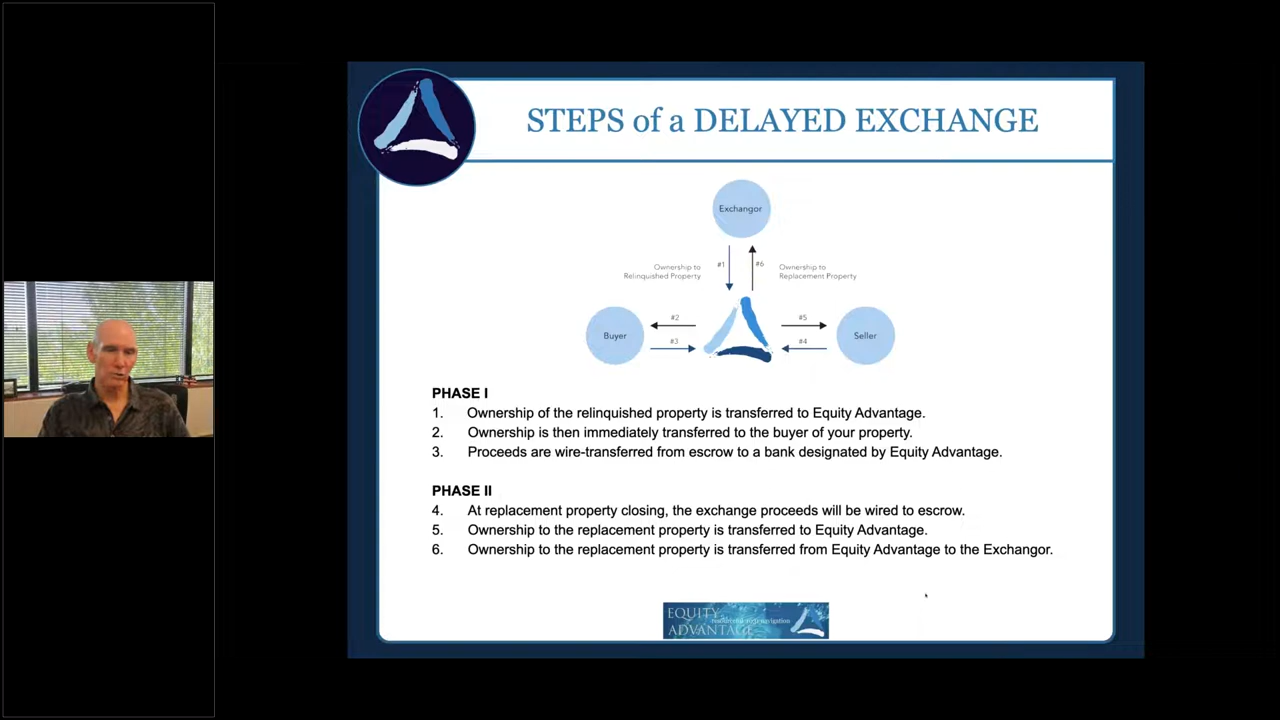 STEPS of a DELAYED EXCHANGE
Exchangor
Ownership to
Relinquished Property
#1
#6
Ownership to
Replacement Property
Buyer
#2
#3
#5
#4
Seller
PHASE I
1. Ownership of the relinquished property is transferred to Equity Advantage.
2. Ownership is then immediately transferred to the buyer of your property.
3. Proceeds are wire-transferred from escrow to a bank designated by Equity Advantage.
PHASE II
4. At replacement property closing, the exchange proceeds will be wired to escrow.
5. Ownership to the replacement property is transferred to Equity Advantage.
6. Ownership to the replacement property is transferred from Equity Advantage to the Exchangor.
EQUITY
ADVANTAGE
navigation